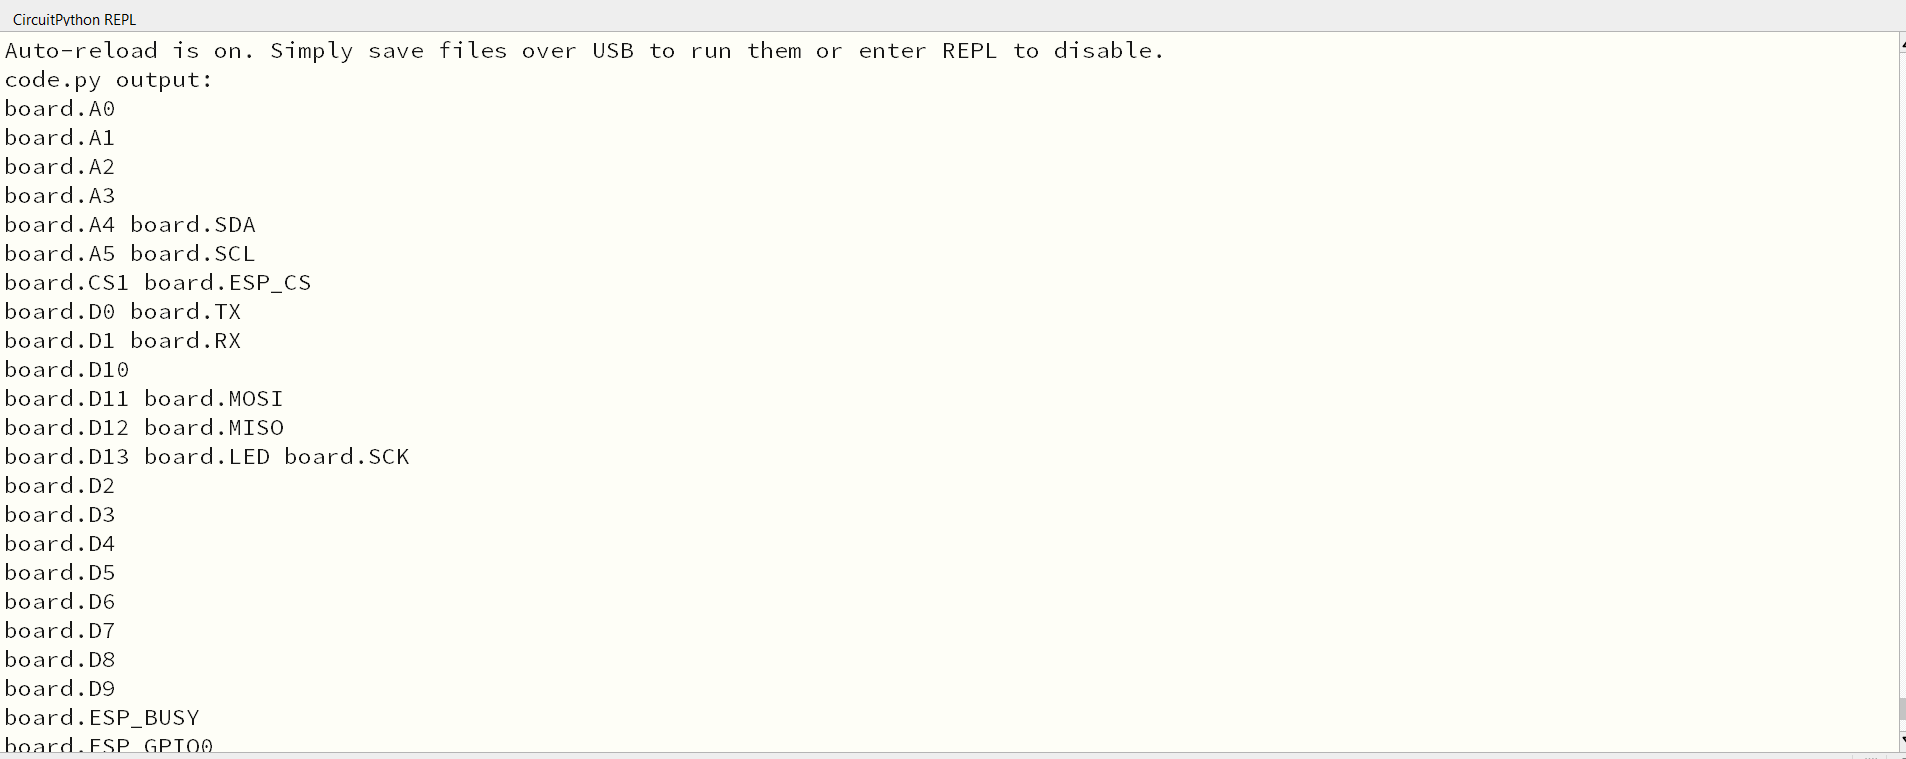 CircuitPython REPL
Auto-reload is on. Simply save files over USB to run them or enter REPL to disable.
code.py output:
board.A0
board.A1
board.A2
board.A3
board.A4 board.SDA
board.A5 board.SCL
board.CS1 board.ESP_CS
board.D0 board.TX
board.D1 board.RX
board.D10
board.D11 board.MOSI
board.D12 board.MISO
board.D13 board.LED board.SCK
board.D2
board.D3
board.D4
board.D5
board.D6
board.D7
board.D8
board.D9
board.ESP_BUSY
board.ESP_GPIO0